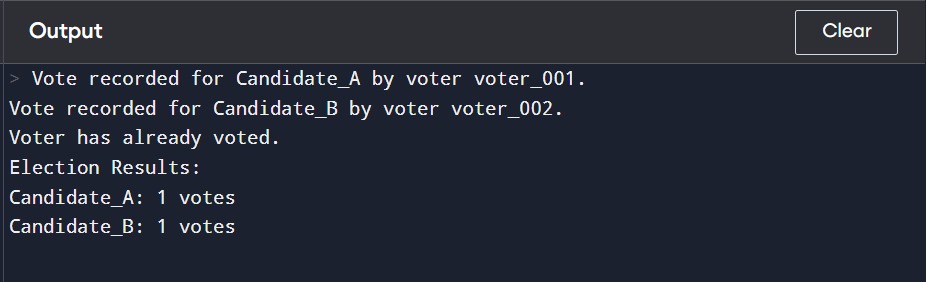 Output
Clear
> Vote recorded for Candidate_A by voter voter_001.
Vote recorded for Candidate_B by voter voter_002.
Voter has already voted.
Election Results:
Candidate_A: 1 votes
Candidate_B: 1 votes